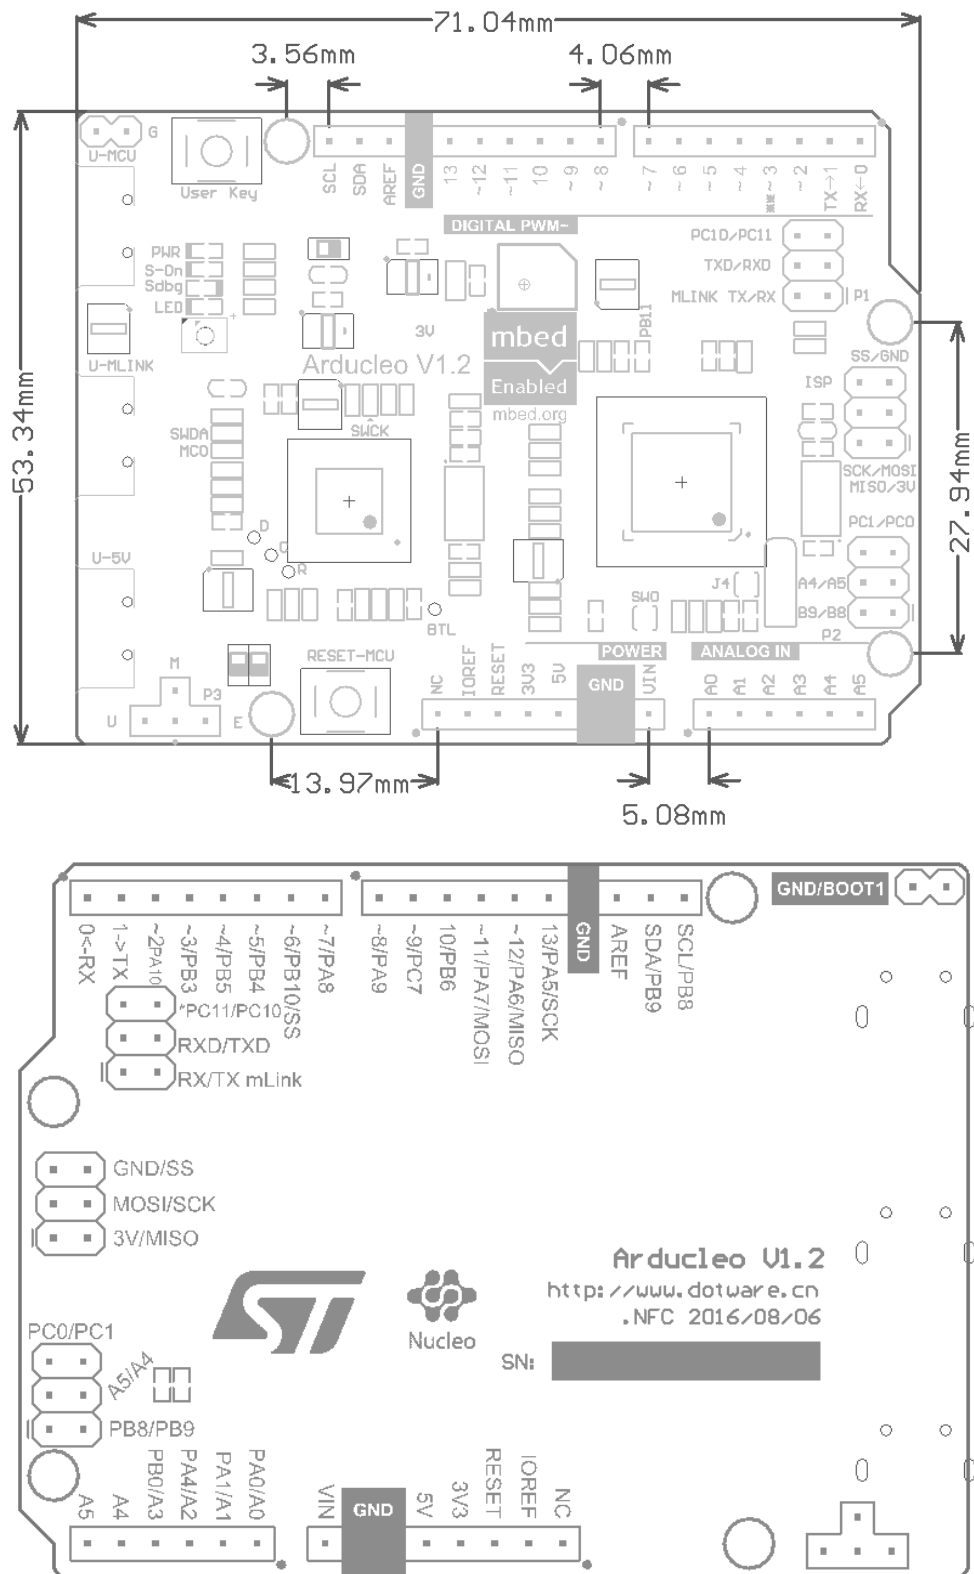 71.04mm
3.56mm
4.06mm
G
U-MCU
User Key
SCL
SDA
AREF
GND
13
~12
~11
10
~9
~8
~7
~6
~5
~4
※※~3
~2
TX→1
RX←0
DIGITAL PWM~
PC10/PC11
TXD/RXD
MLINK TX/RX
P1
PWR
S-On
Sdbg
LED
+
U-MLINK
3V
PB11
mbed
Enabled
mbed.org
Arducleo V1.2
SS/GND
ISP
53.34mm
27.94mm
SWDA
MCO
SWCK
SCK/MOSI
MISO/3V
PC1/PC0
D
C
R
U-5V
J4
A4/A5
SWO
B9/B8
BTL
P2
M
P3
U
E
RESET-MCU
NC
IOREF
RESET
3V3
5V
GND
VIN
POWER
ANALOG IN
A0
A1
A2
A3
A4
A5
13.97mm
5.08mm
GND/BOOT1
0<-RX
1->TX
~2PA10
~3/PB3
~4/PB5
~5/PB4
~6/PB10/SS
~7/PA8
~8/PA9
~9/PC7
10/PB6
~11/PA7/MOSI
~12/PA6/MISO
13/PA5/SCK
GND
AREF
SDA/PB9
SCL/PB8
*PC11/PC10
RXD/TXD
RX/TX mLink
GND/SS
MOSI/SCK
3V/MISO
Arducleo V1.2
http://www.dotware.cn
.NFC 2016/08/06
SN:
ST
Nucleo
PC0/PC1
A5/A4
PB8/PB9
A5
A4
PB0/A3
PA4/A2
PA1/A1
PA0/A0
VIN
GND
5V
3V3
RESET
IOREF
NC